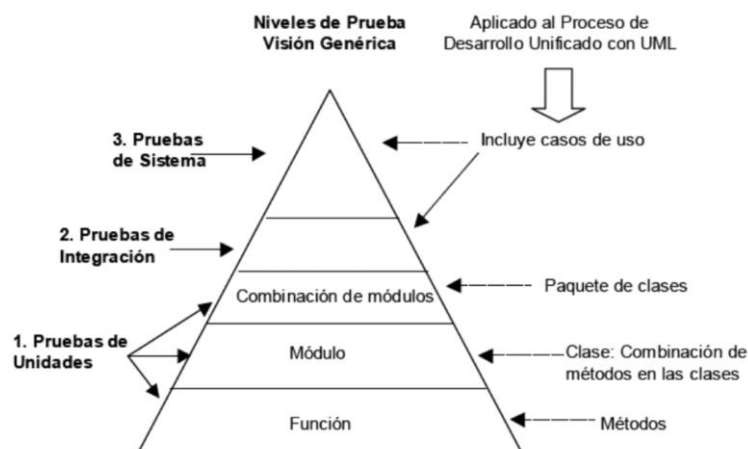 Niveles de Prueba
Visión Genérica
Aplicado al Proceso de
Desarrollo Unificado con UML
3. Pruebas
de Sistema
Incluye casos de uso
2. Pruebas de
Integración
Combinación de módulos
Paquete de clases
1. Pruebas de
Unidades
Módulo
Clase: Combinación de
métodos en las clases
Función
Métodos